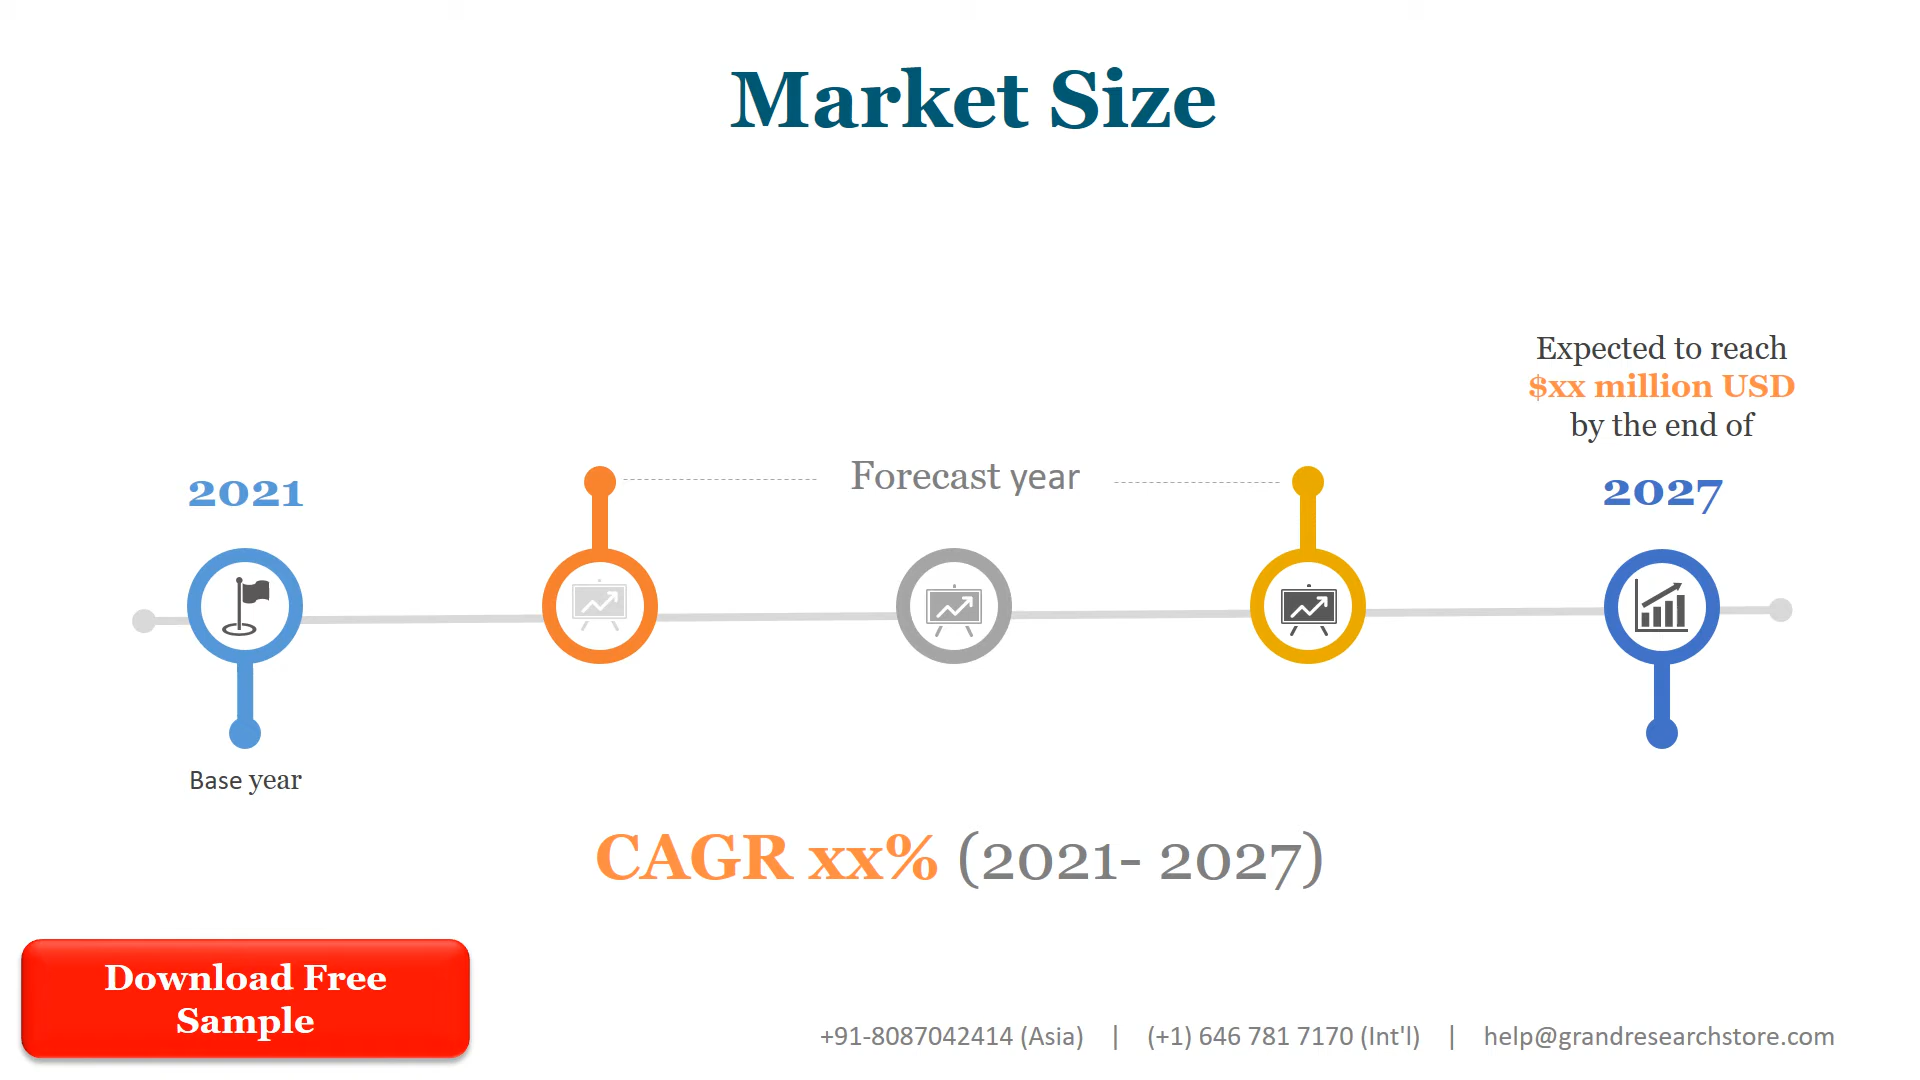 Market Size
Expected to reach
$xx million USD
by the end of
2021
Forecast year
2027
Base year
CAGR xx% (2021- 2027)
Download Free
Sample
+91-8087042414 (Asia) | (+1) 646 781 7170 (Int'l) | help@grandresearchstore.com